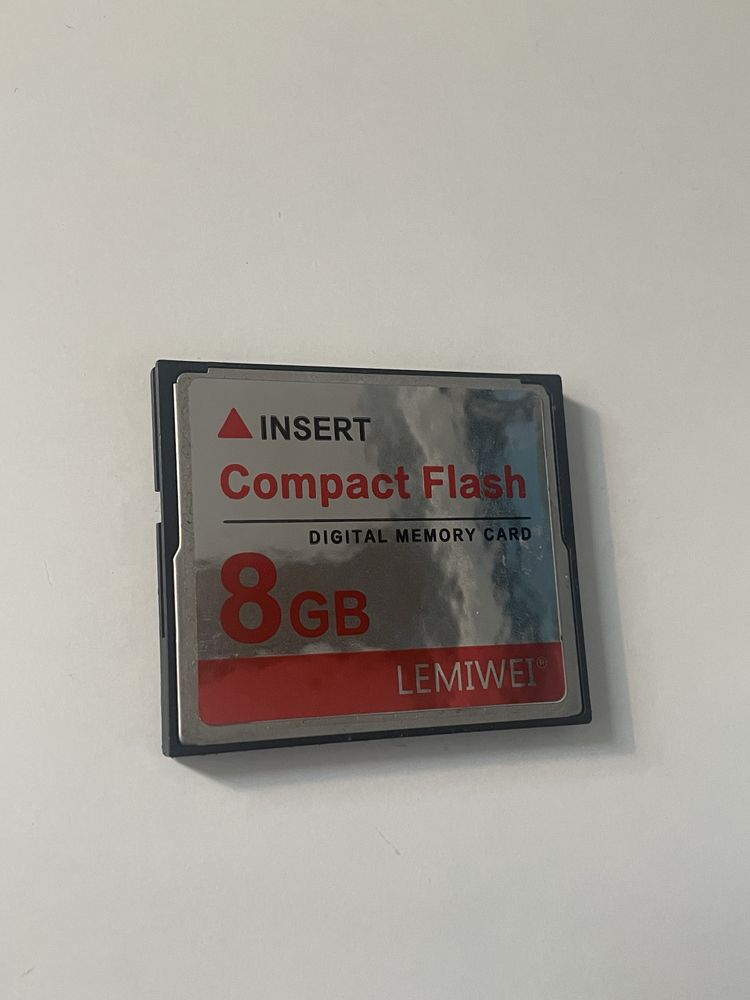 ▲ INSERT
Compact Flash
DIGITAL MEMORY CARD
8GB
LEMIWEI®